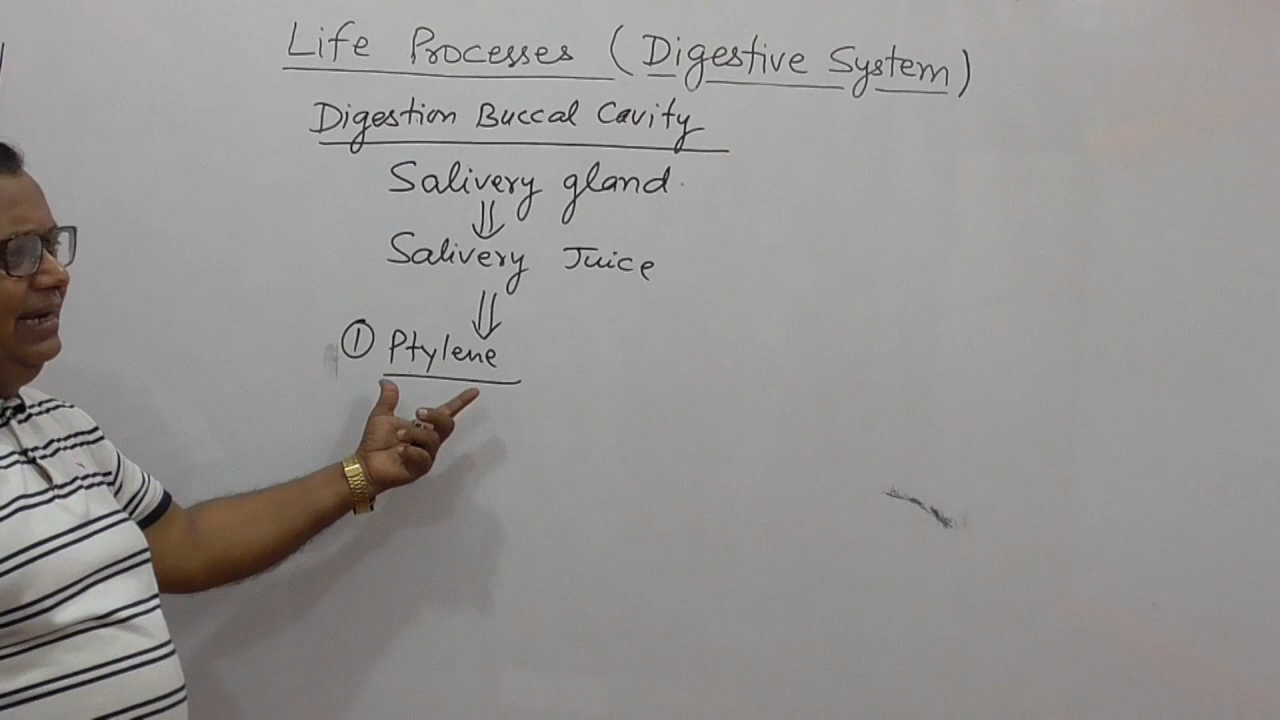 Life Processes (Digestive System)
Digestion Buccal Cavity
Salivery gland
⇓
Salivery Juice
⇓
① Ptylene